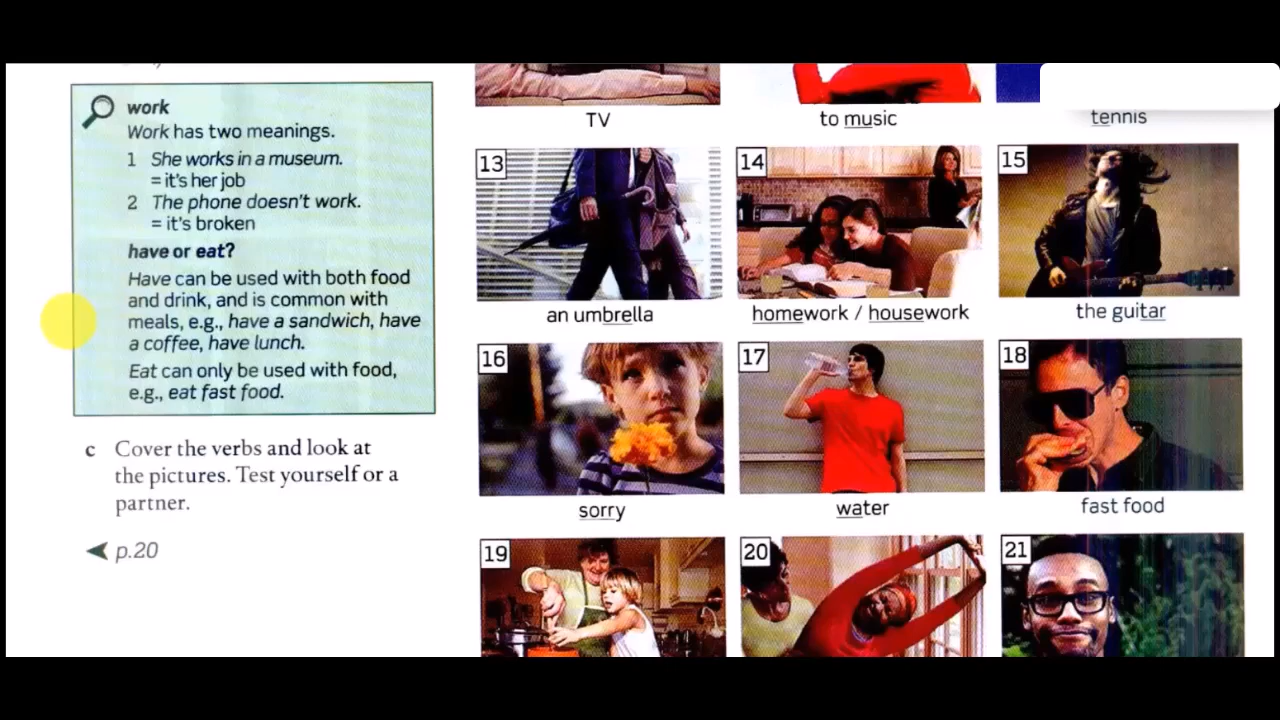 work
Work has two meanings.
1 She works in a museum.
= it's her job
2 The phone doesn't work.
= it's broken
have or eat?
Have can be used with both food
and drink, and is common with
meals, e.g., have a sandwich, have
a coffee, have lunch.
Eat can only be used with food,
e.g., eat fast food.
c Cover the verbs and look at
the pictures. Test yourself or a
partner.
p.20
TV
to music
tennis
13
14
15
an umbrella
homework / housework
the guitar
16
17
18
sorry
water
fast food
19
20
21